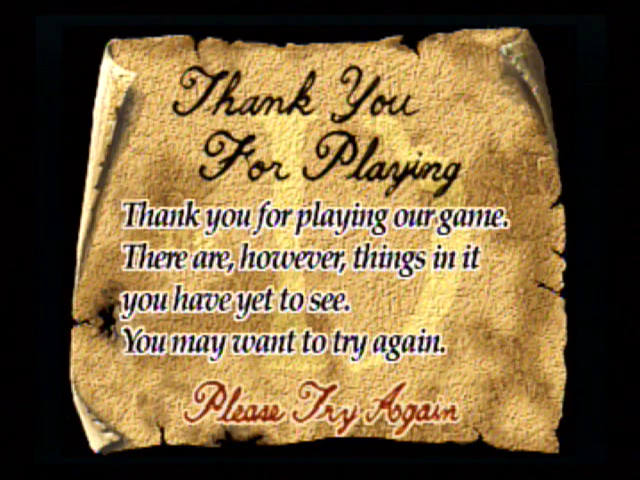 Thank You
For Playing
Thank you for playing our game.
There are, however, things in it
you have yet to see.
You may want to try again.
Please Try Again